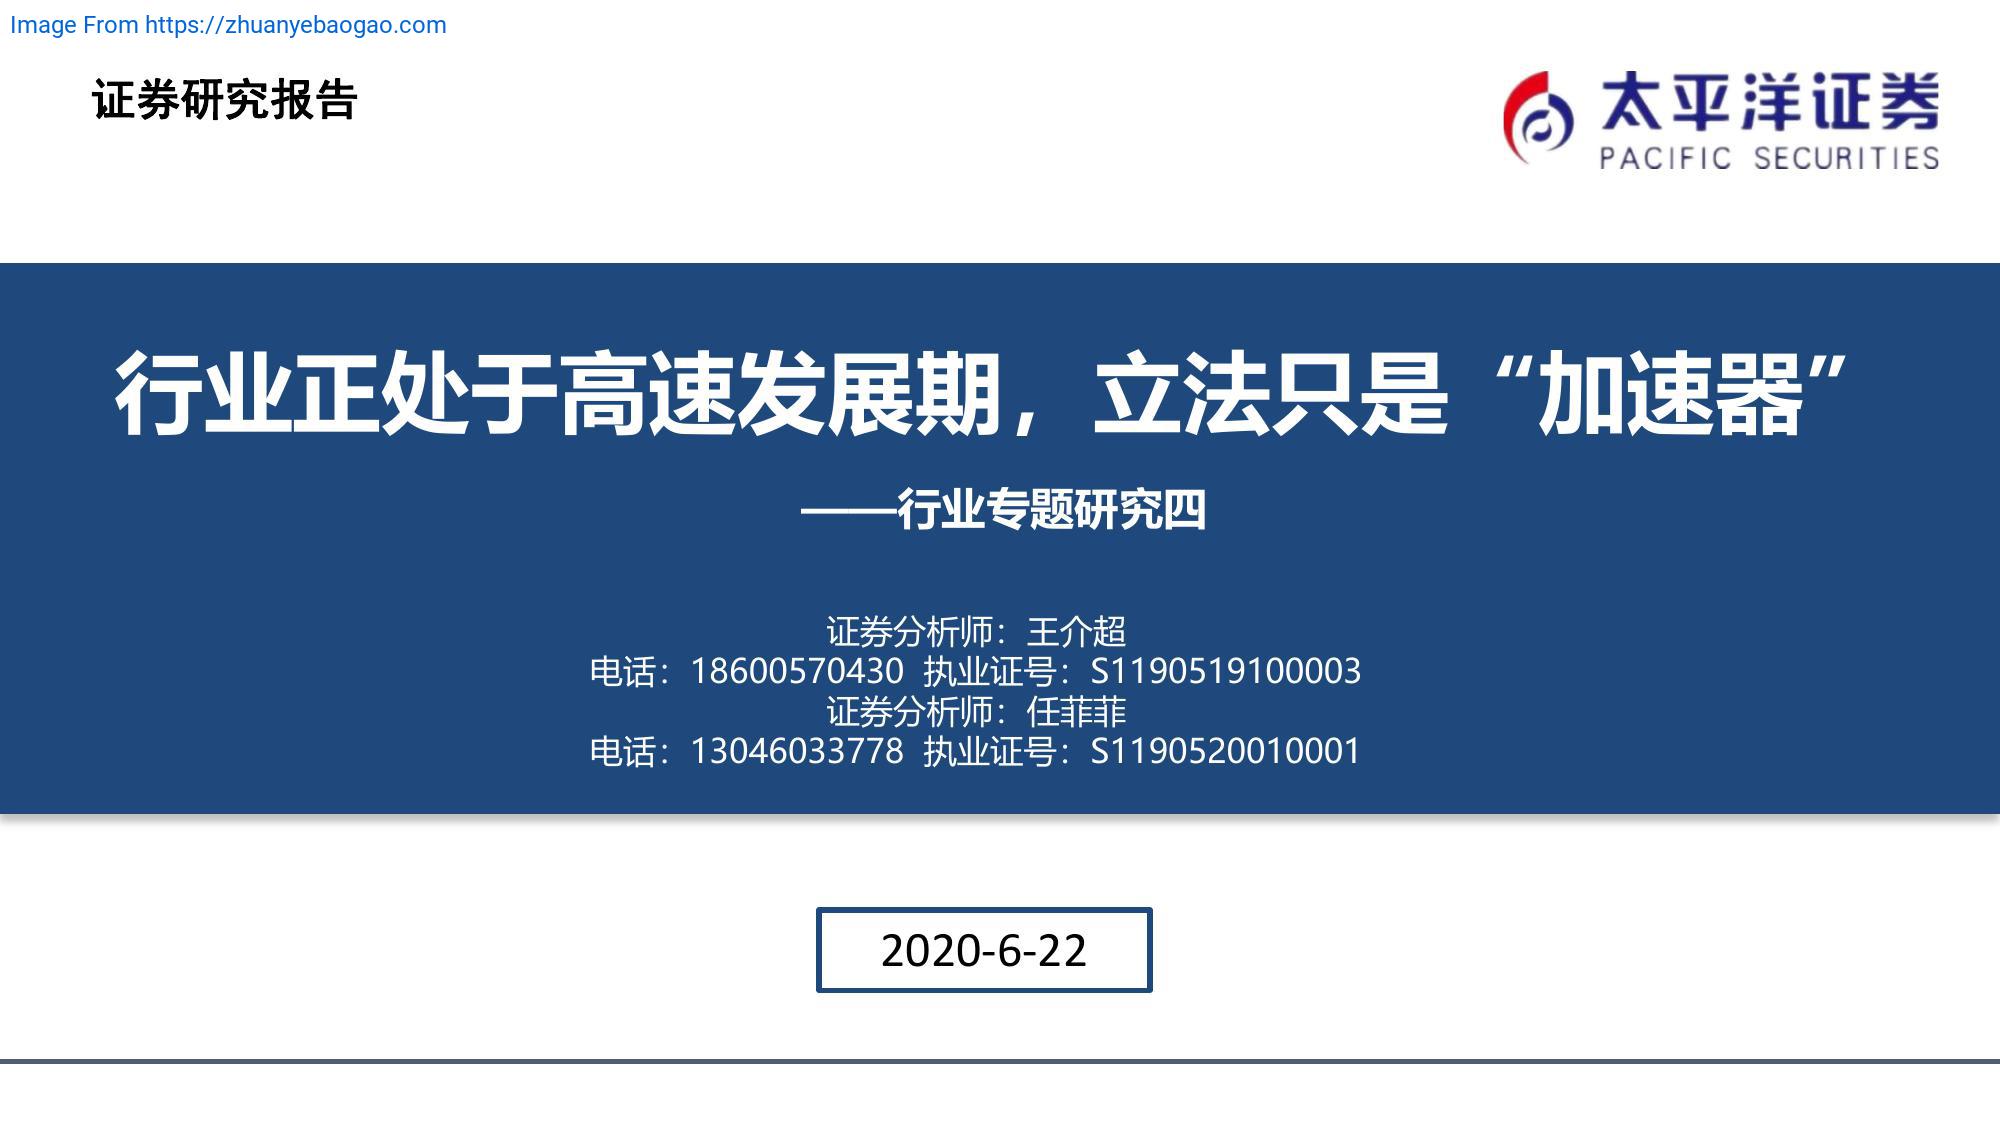 Image From https://zhuanyebaogao.com
证券研究报告
太平洋证券
PACIFIC SECURITIES
行业正处于高速发展期，立法只是“加速器”
——行业专题研究四
证券分析师：王介超
电话：18600570430 执业证号：S1190519100003
证券分析师：任菲菲
电话：13046033778 执业证号：S1190520010001
2020-6-22